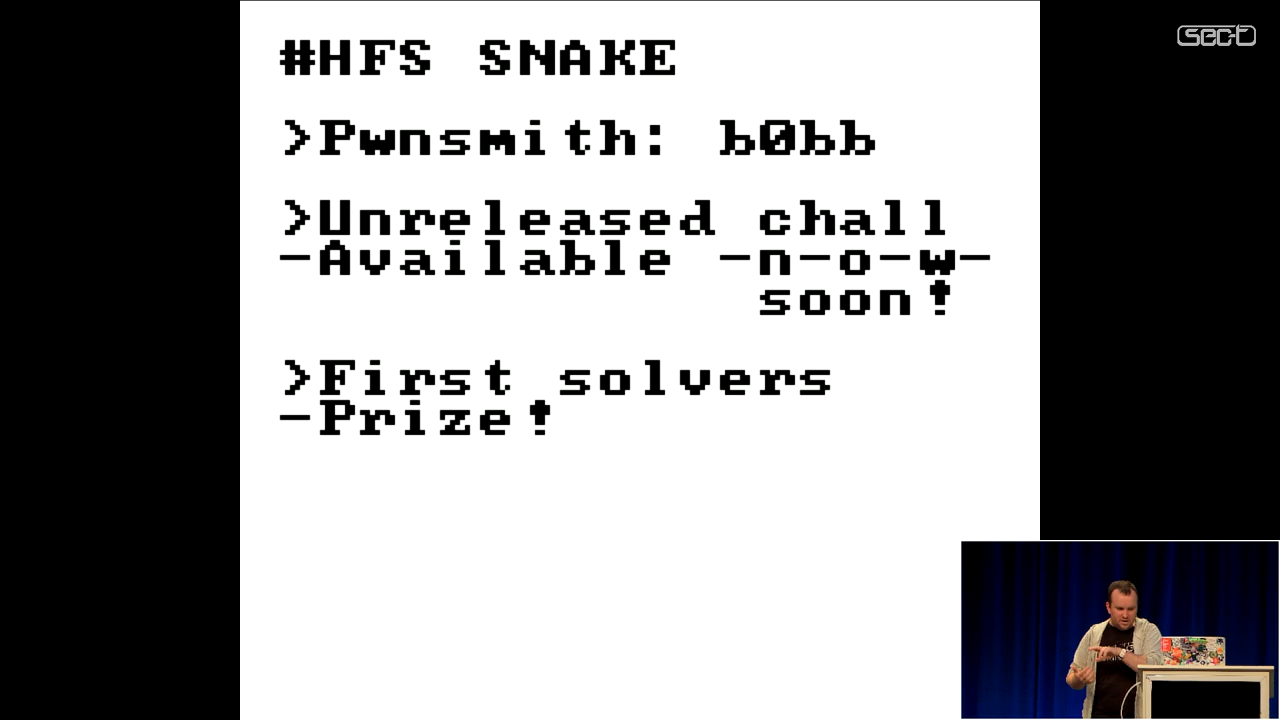 #HFS SNAKE
>Pwnsmith: b0bb
>Unreleased chall
-Available -n-o-w-
soon!
>First solvers
-Prize!
sec-t